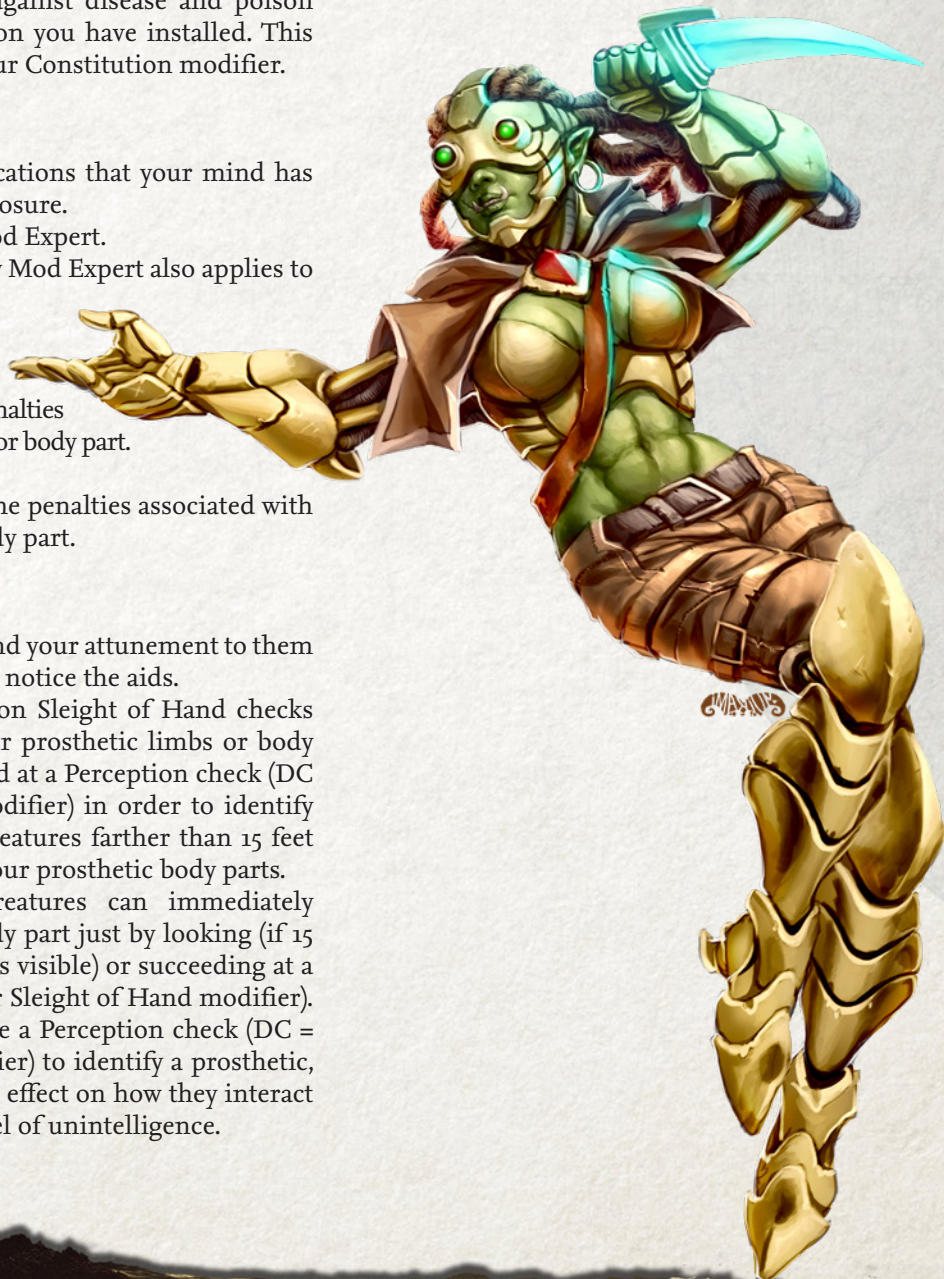 against disease and poison
on you have installed. This
ur Constitution modifier.
cations that your mind has
osure.
od Expert.
y Mod Expert also applies to
nalties
or body part.
he penalties associated with
dy part.
nd your attunement to them
notice the aids.
on Sleight of Hand checks
r prosthetic limbs or body
d at a Perception check (DC
odifier) in order to identify
eatures farther than 15 feet
our prosthetic body parts.
reatures can immediately
dy part just by looking (if 15
s visible) or succeeding at a
r Sleight of Hand modifier).
e a Perception check (DC =
ier) to identify a prosthetic,
effect on how they interact
el of unintelligence.